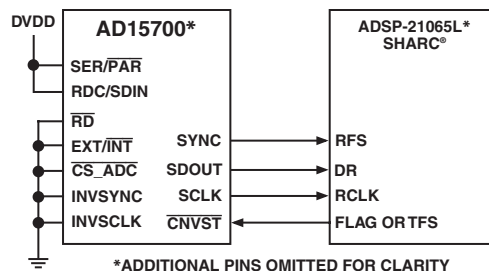 DVDD
AD15700*
SER/PAR
RDC/SDIN
RD
EXT/INT
CS_ADC
INVSYNC
INVSCLK
SYNC
SDOUT
SCLK
CNVST
ADSP-21065L*
SHARC®
RFS
DR
RCLK
FLAG OR TFS
*ADDITIONAL PINS OMITTED FOR CLARITY